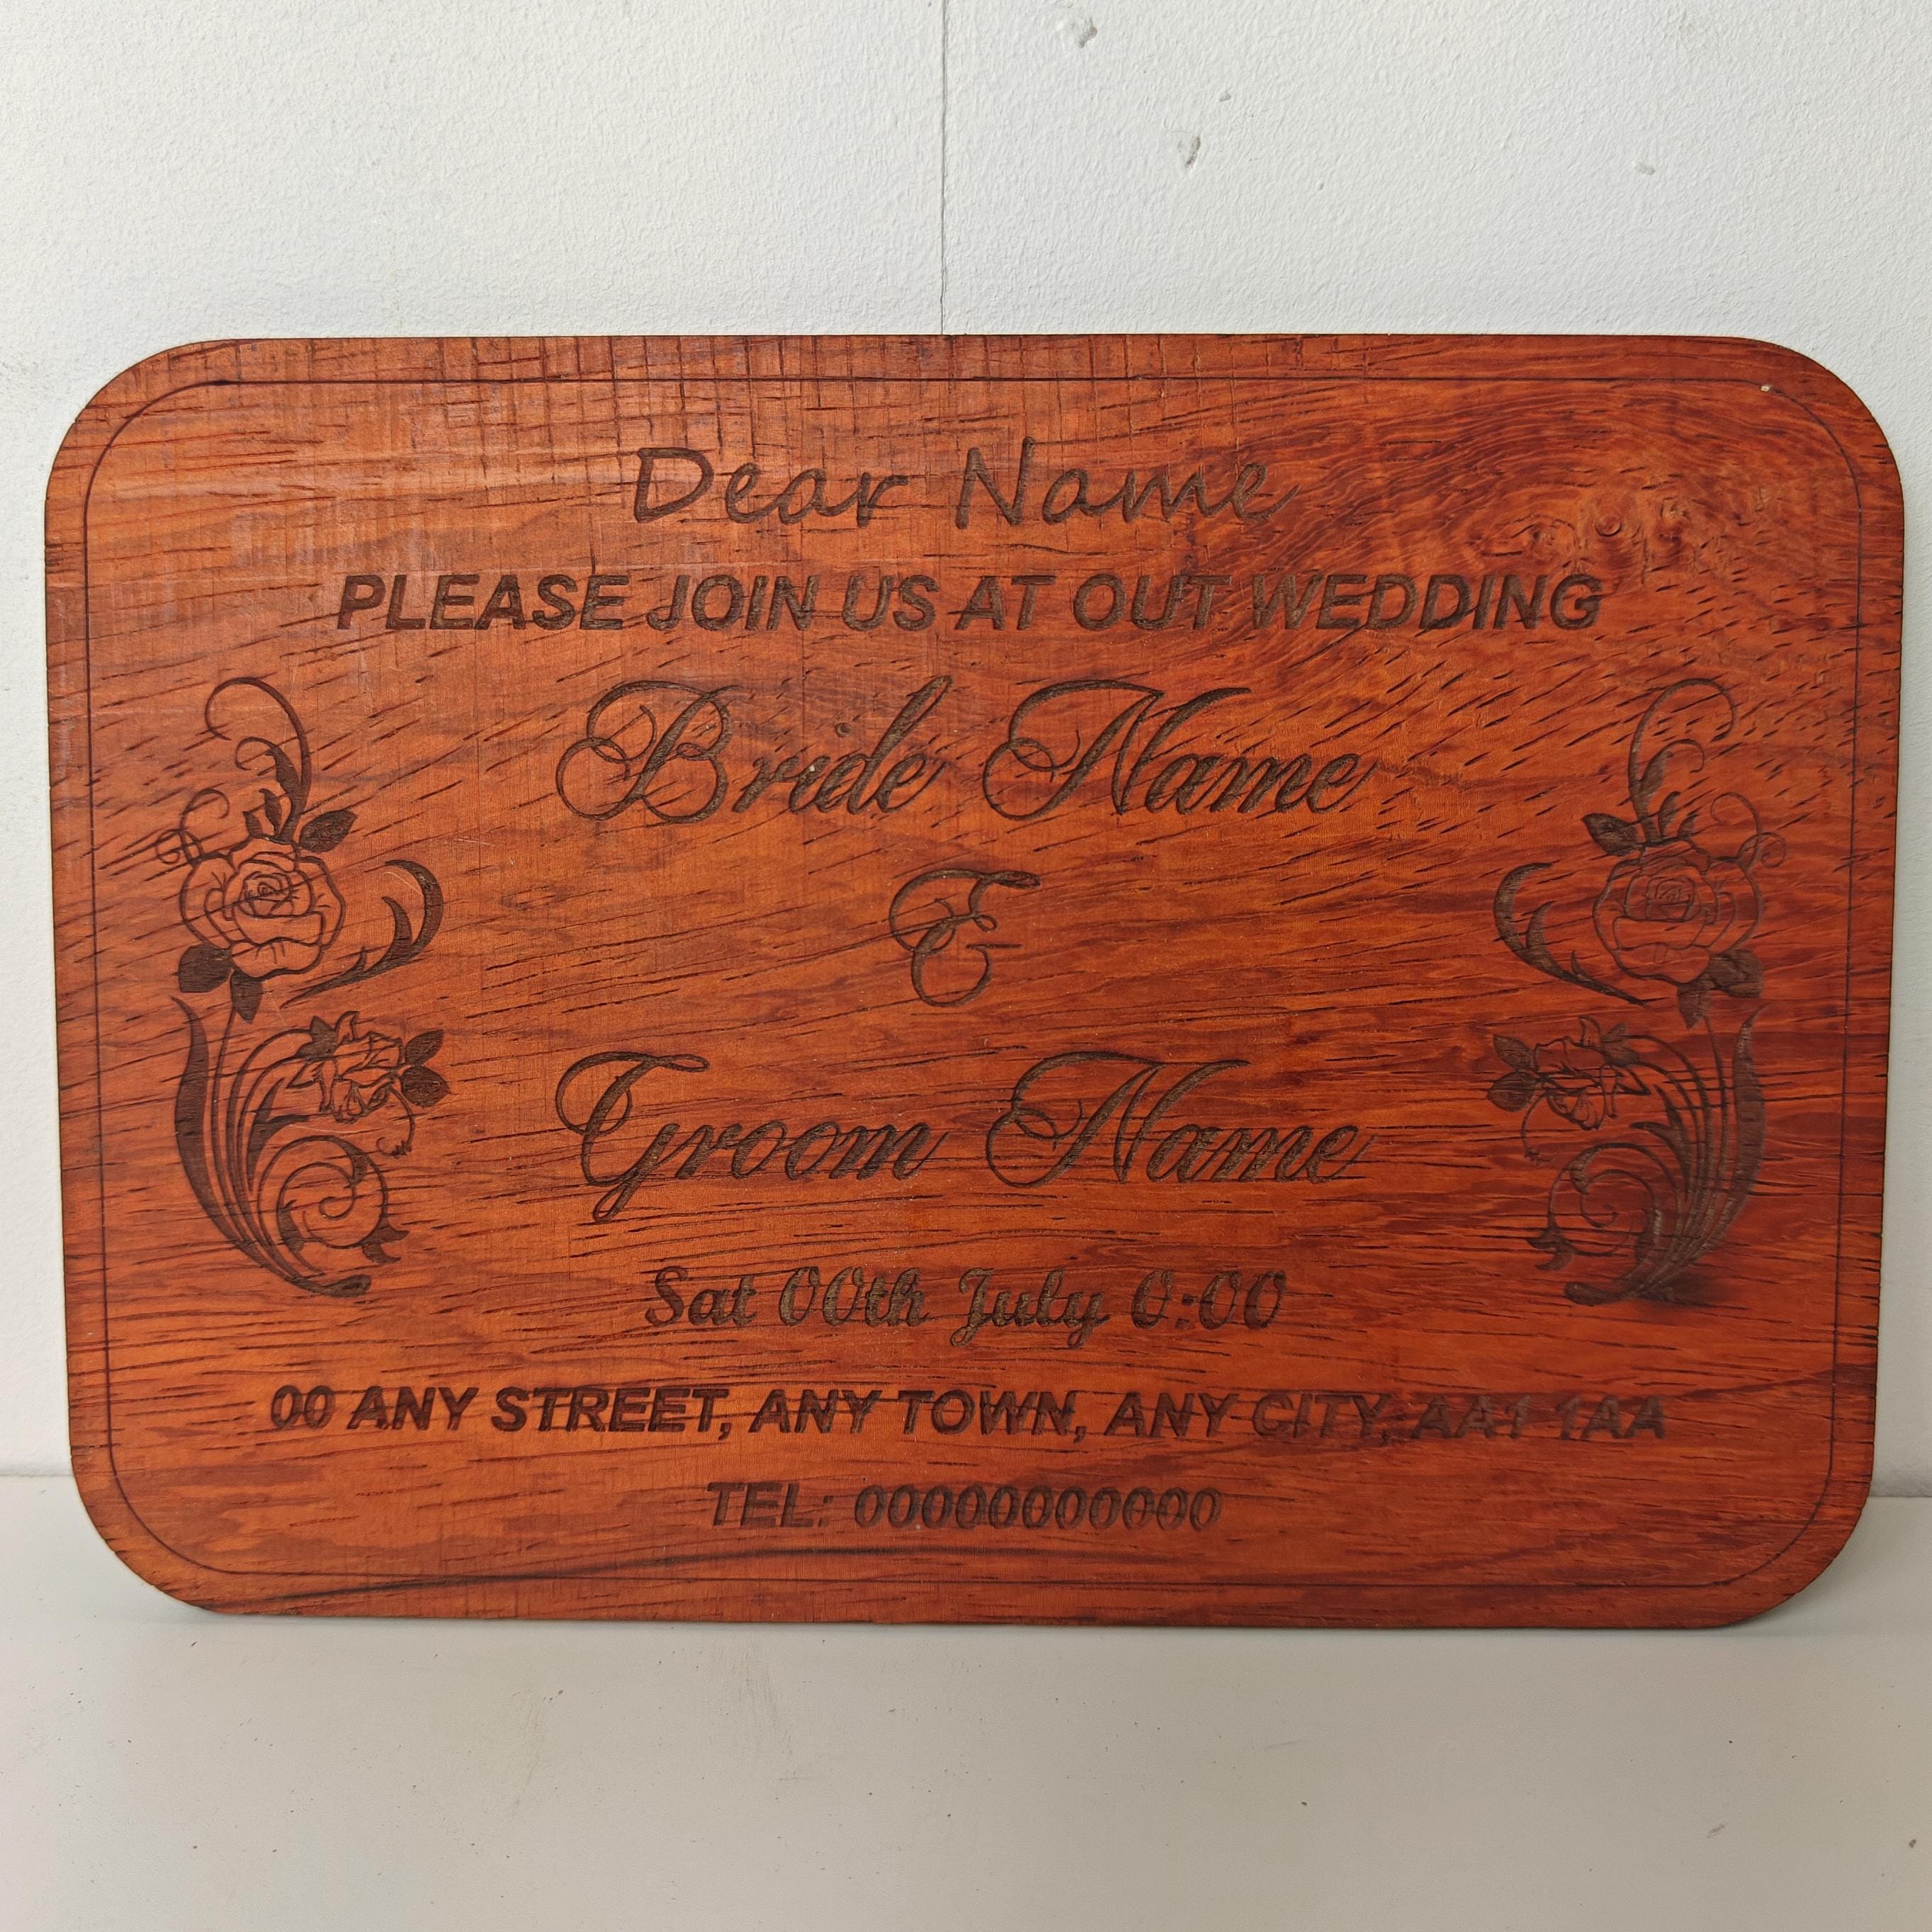 Dear Name
PLEASE JOIN US AT OUT WEDDING
Bride Name
&
Groom Name
Sat 00th July 0:00
00 ANY STREET, ANY TOWN, ANY CITY, AA1 1AA
TEL: 00000000000